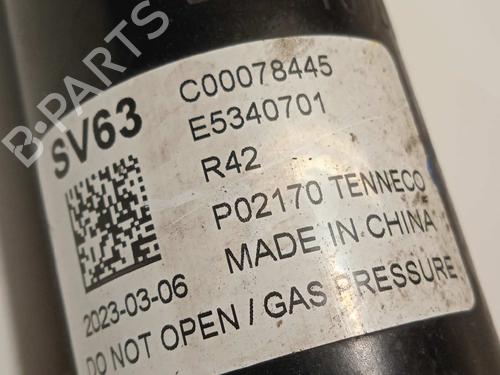 B-PARTS
SV63
C00078445
E5340701
R42
P02170 TENNECO
MADE IN CHINA
2023-03-06
DO NOT OPEN / GAS PRESSURE